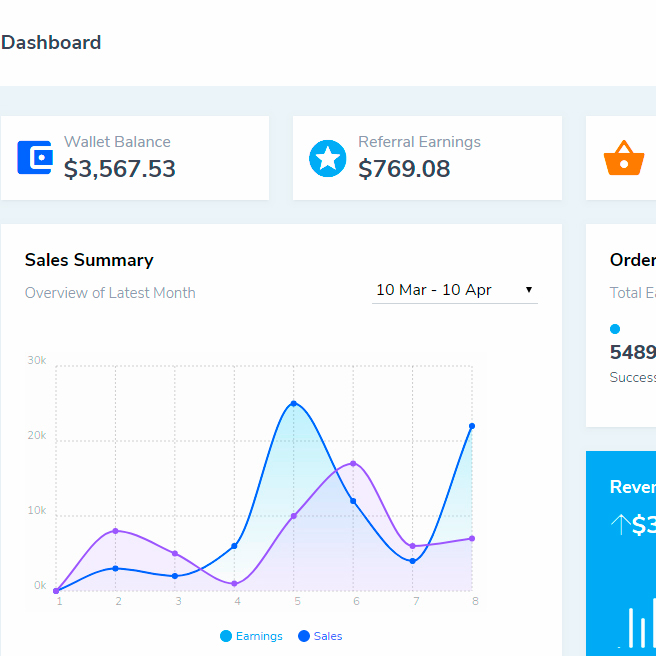 Dashboard
Wallet Balance
$3,567.53
Referral Earnings
$769.08
Sales Summary
Overview of Latest Month
10 Mar - 10 Apr
30k
20k
10k
0k
1 2 3 4 5 6 7 8
Earnings Sales
Order
Total E
5489
Success
Rever
$3